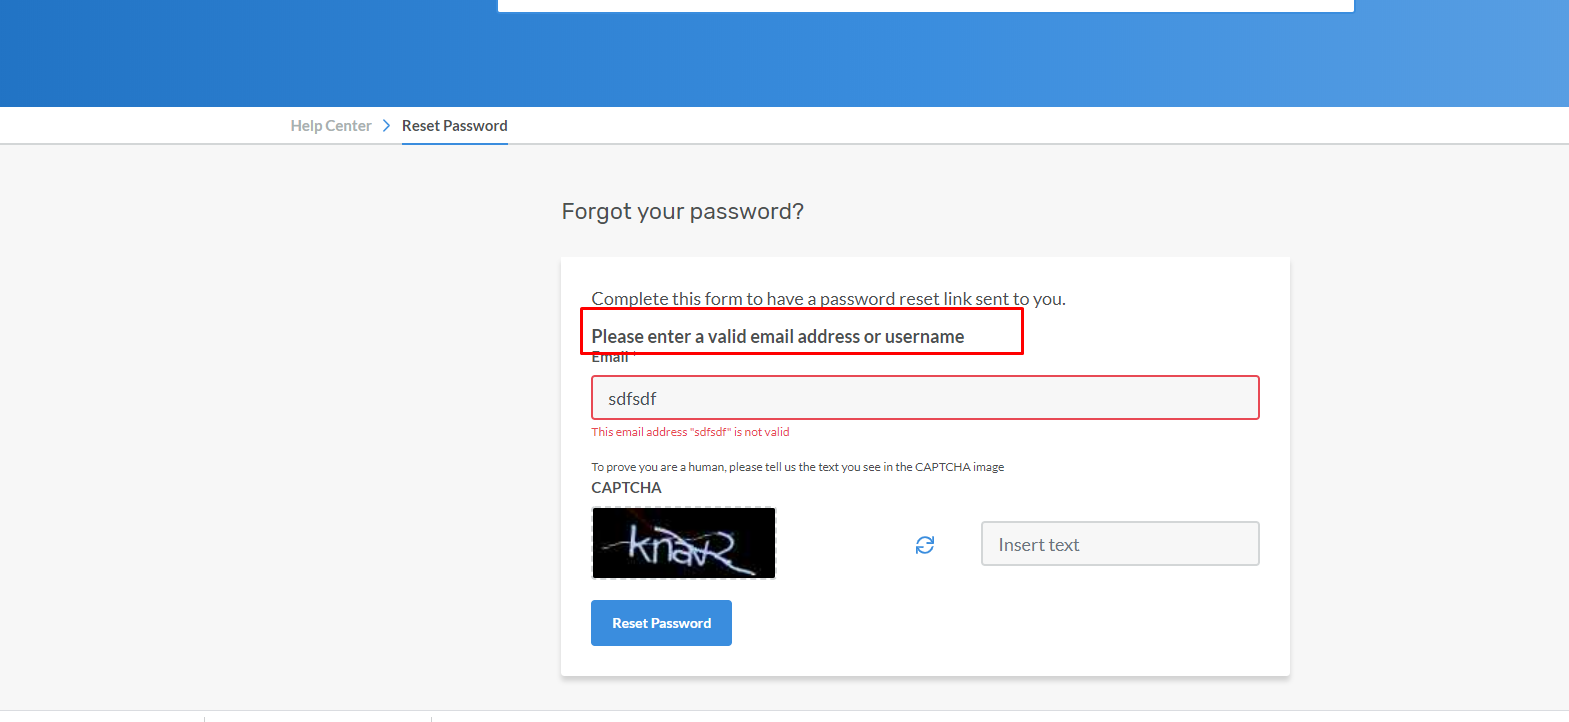 Help Center > Reset Password
Forgot your password?
Complete this form to have a password reset link sent to you.
Please enter a valid email address or username
Email *
sdfsdf
This email address "sdfsdf" is not valid
To prove you are a human, please tell us the text you see in the CAPTCHA image
CAPTCHA
knavR
Insert text
Reset Password